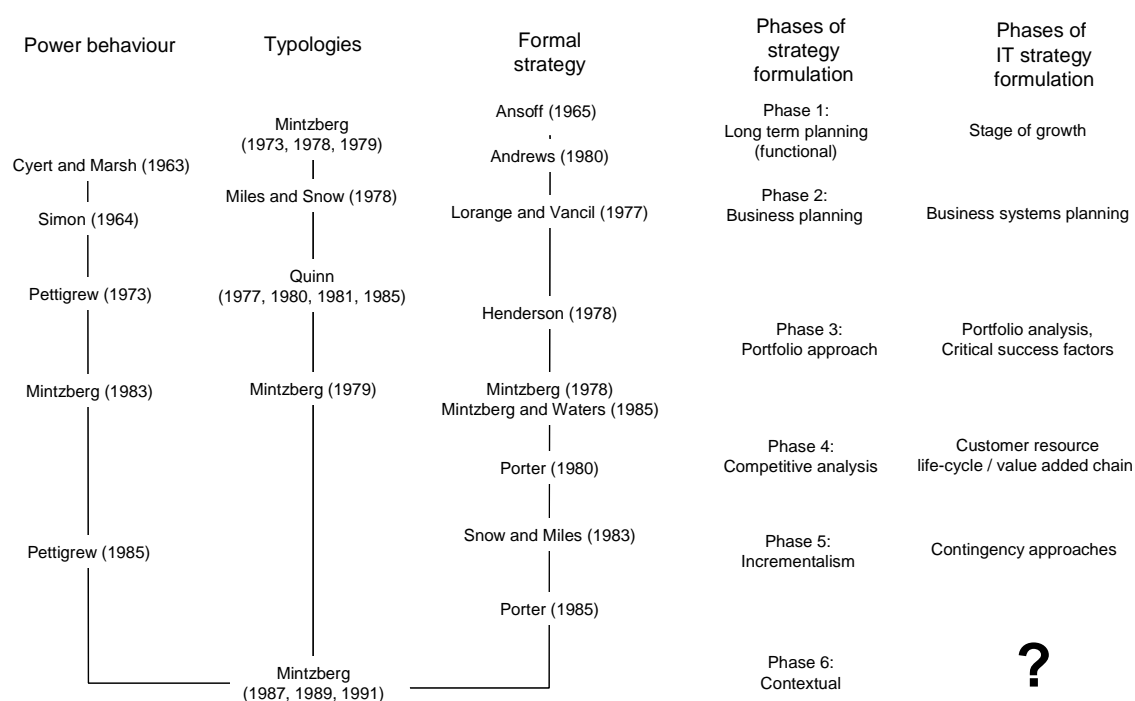 Power behaviour
Typologies
Formal
strategy
Phases of
strategy
formulation
Phases of
IT strategy
formulation
Cyert and Marsh (1963)
Simon (1964)
Pettigrew (1973)
Mintzberg (1983)
Pettigrew (1985)
Mintzberg
(1973, 1978, 1979)
Miles and Snow (1978)
Quinn
(1977, 1980, 1981, 1985)
Mintzberg (1979)
Mintzberg
(1987, 1989, 1991)
Ansoff (1965)
Andrews (1980)
Lorange and Vancil (1977)
Henderson (1978)
Mintzberg (1978)
Mintzberg and Waters (1985)
Porter (1980)
Snow and Miles (1983)
Porter (1985)
Phase 1:
Long term planning
(functional)
Phase 2:
Business planning
Phase 3:
Portfolio approach
Phase 4:
Competitive analysis
Phase 5:
Incrementalism
Phase 6:
Contextual
Stage of growth
Business systems planning
Portfolio analysis,
Critical success factors
Customer resource
life-cycle / value added chain
Contingency approaches
?